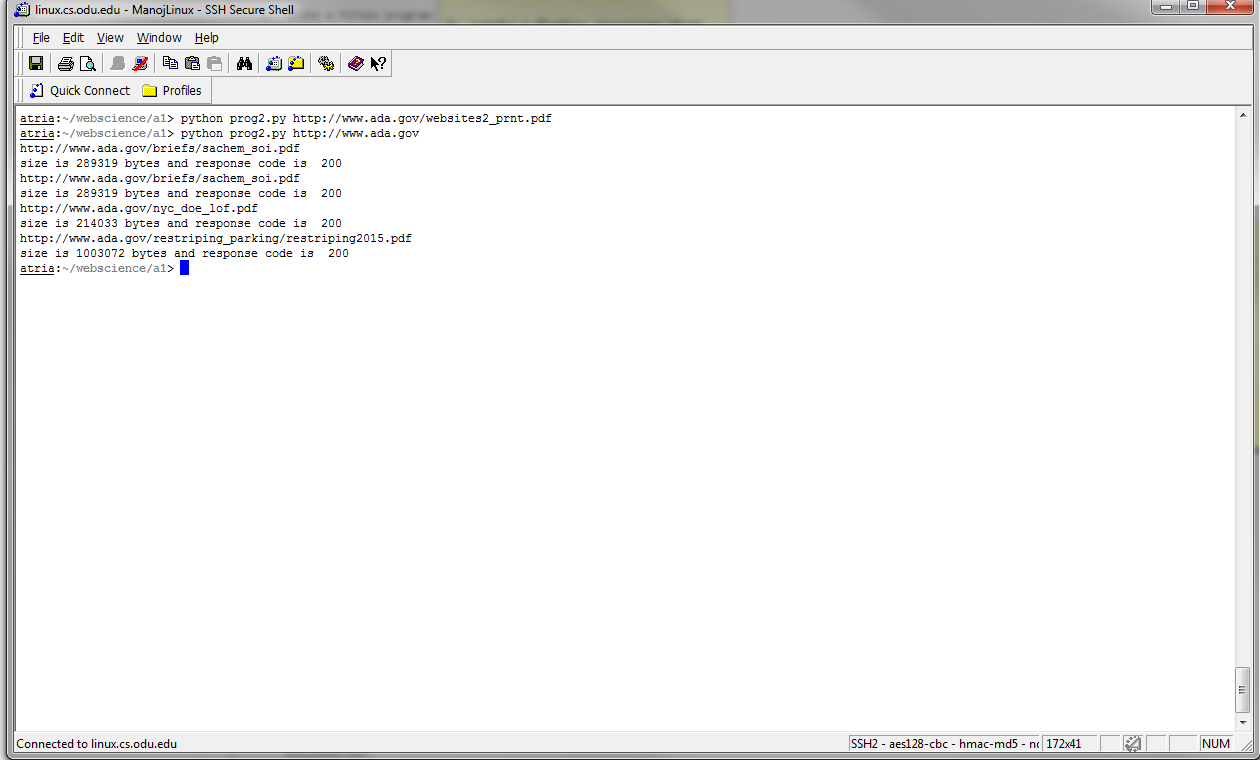 linux.cs.odu.edu - ManojLinux - SSH Secure Shell
File Edit View Window Help
Quick Connect Profiles
atria:~/webscience/a1> python prog2.py http://www.ada.gov/websites2_prnt.pdf
atria:~/webscience/a1> python prog2.py http://www.ada.gov
http://www.ada.gov/briefs/sachem_soi.pdf
size is 289319 bytes and response code is  200
http://www.ada.gov/briefs/sachem_soi.pdf
size is 289319 bytes and response code is  200
http://www.ada.gov/nyc_doe_lof.pdf
size is 214033 bytes and response code is  200
http://www.ada.gov/restriping_parking/restriping2015.pdf
size is 1003072 bytes and response code is  200
atria:~/webscience/a1>
Connected to linux.cs.odu.edu SSH2 - aes128-cbc - hmac-md5 - 172x41 NUM